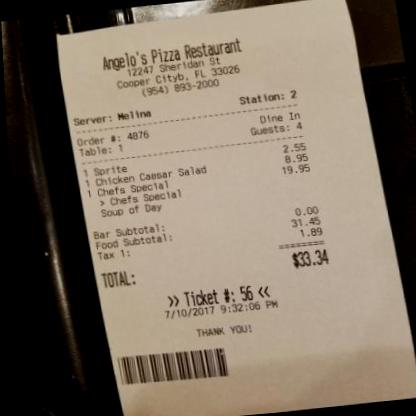 Angelo's Pizza Restaurant
12247 Sheridan St
Cooper Cityb, FL 33026
(954) 893-2000
Server: Melina Station: 2
Order #: 4876 Dine In
Table: 1 Guests: 4
1 Sprite 2.55
1 Chicken Caesar Salad 8.95
1 Chefs Special 19.95
> Chefs Special
Soup of Day
Bar Subtotal: 0.00
Food Subtotal: 31.45
Tax 1: 1.89
========
TOTAL: $33.34
>> Ticket #: 56 <<
7/10/2017 9:32:06 PM
THANK YOU!